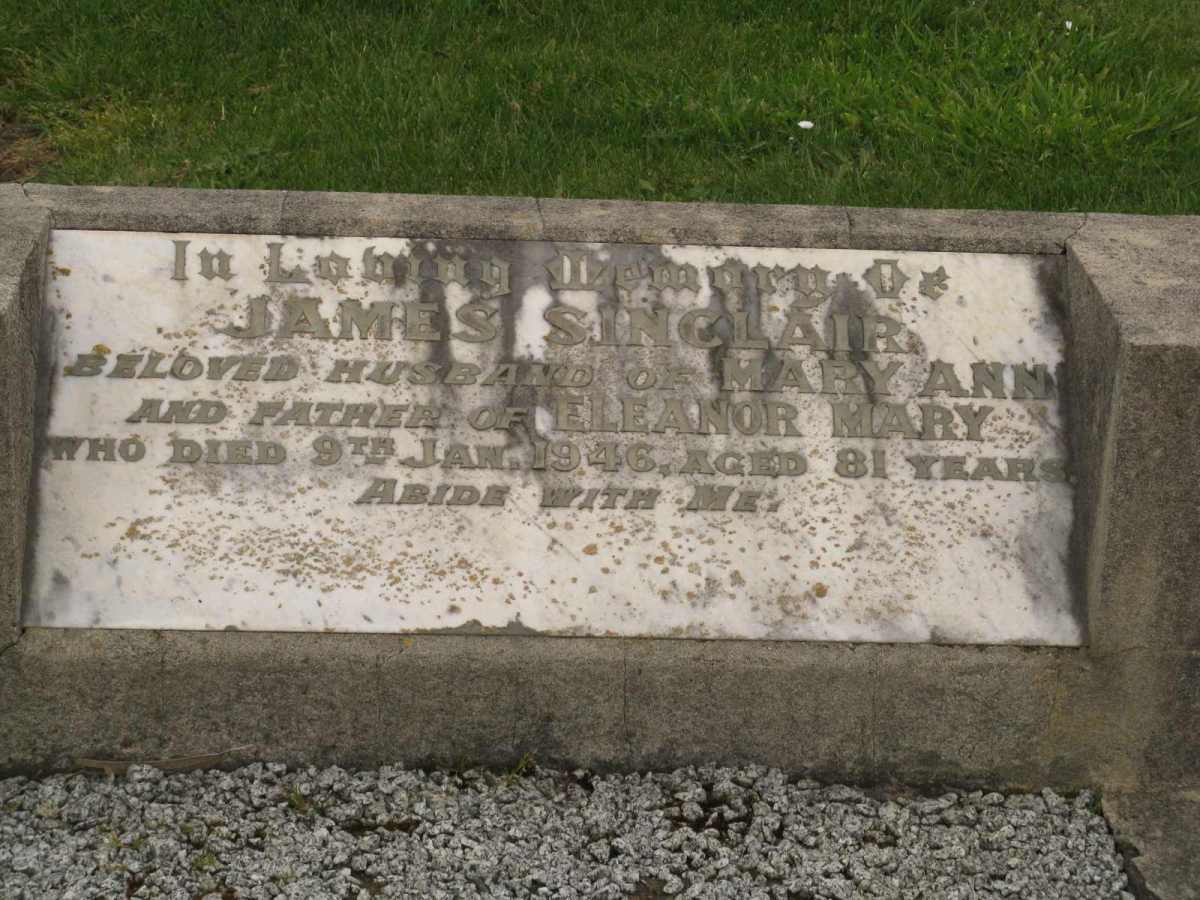 In Loving Memory Of
JAMES SINCLAIR
BELOVED HUSBAND OF MARY ANN
AND FATHER OF ELEANOR MARY
WHO DIED 9TH JAN. 1946, AGED 81 YEARS.
ABIDE WITH ME.